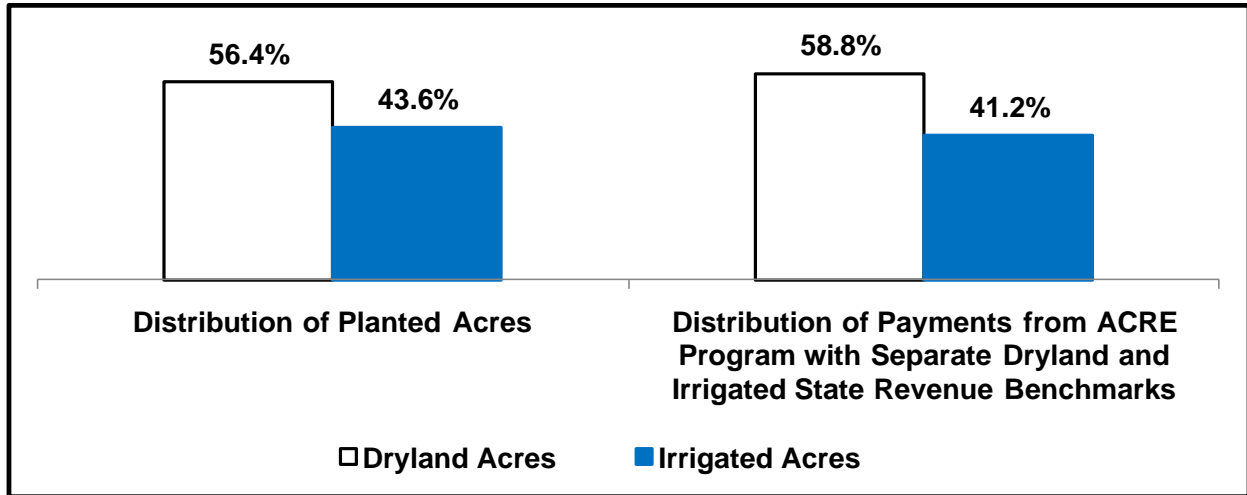 56.4%
43.6%
58.8%
41.2%
Distribution of Planted Acres
Distribution of Payments from ACRE
Program with Separate Dryland and
Irrigated State Revenue Benchmarks
Dryland Acres
Irrigated Acres